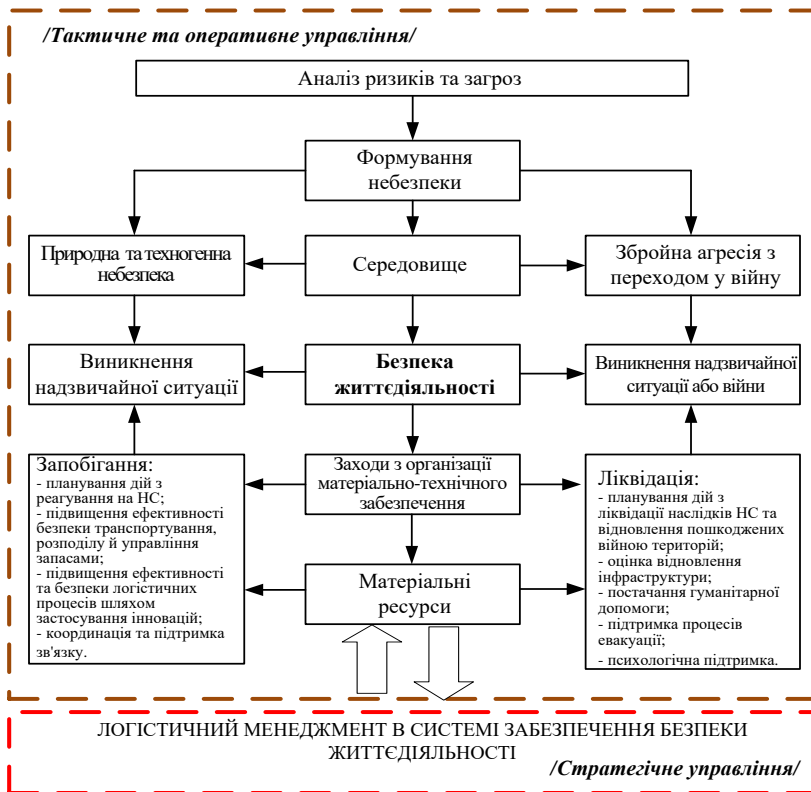 /Тактичне та оперативне управління/
Аналіз ризиків та загроз
Формування
небезпеки
Природна та техногенна
небезпека
Середовище
Збройна агресія з
переходом у війну
Виникнення
надзвичайної ситуації
Безпека
життєдіяльності
Виникнення надзвичайної
ситуації або війни
Запобігання:
- планування дій з
реагування на НС;
- підвищення ефективності
безпеки транспортування,
розподілу й управління
запасами;
- підвищення ефективності
та безпеки логістичних
процесів шляхом
застосування інновацій;
- координація та підтримка
зв'язку.
Заходи з організації
матеріально-технічного
забезпечення
Матеріальні
ресурси
Ліквідація:
- планування дій з
ліквідації наслідків НС та
відновлення пошкоджених
війною територій;
- оцінка відновлення
інфраструктури;
- постачання гуманітарної
допомоги;
- підтримка процесів
евакуації;
- психологічна підтримка.
ЛОГІСТИЧНИЙ МЕНЕДЖМЕНТ В СИСТЕМІ ЗАБЕЗПЕЧЕННЯ БЕЗПЕКИ
ЖИТТЄДІЯЛЬНОСТІ
/Стратегічне управління/